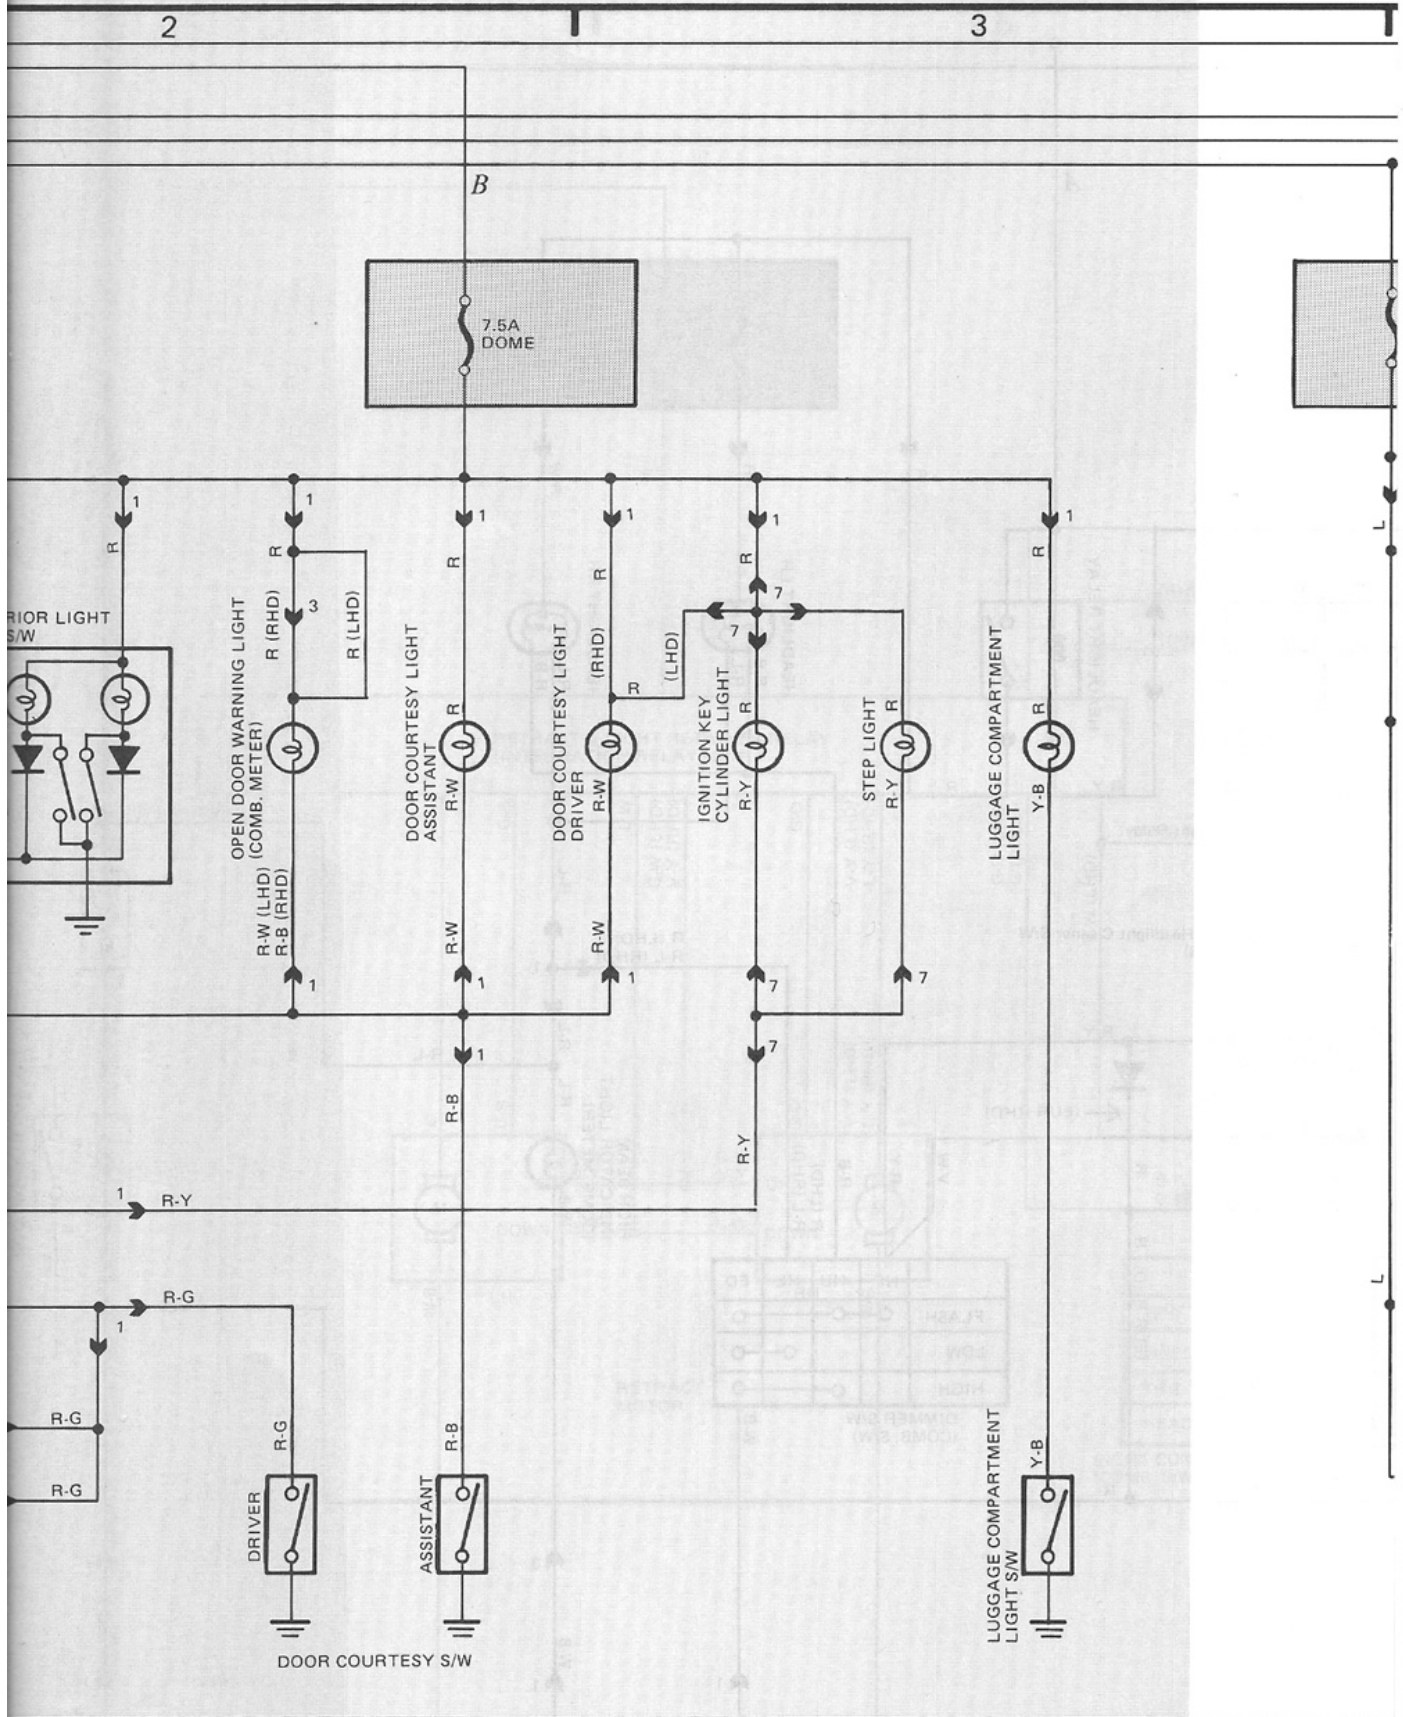 2
3
B
7.5A
DOME
1
1
1
1
1
1
R
R
R
R
R
R
RIOR LIGHT
S/W
OPEN DOOR WARNING LIGHT
(COMB. METER)
R (RHD)
3
R (LHD)
DOOR COURTESY LIGHT
ASSISTANT
R
R-W
DOOR COURTESY LIGHT
DRIVER
(RHD)
R
(LHD)
R-W
7
7
IGNITION KEY
CYLINDER LIGHT
R
R-Y
STEP LIGHT
R
R-Y
LUGGAGE COMPARTMENT
LIGHT
R
Y-B
L
R-W (LHD)
R-B (RHD)
R-W
R-W
1
1
1
7
7
1
7
R-B
R-Y
1
R-Y
R-G
1
R-G
R-G
R-G
R-B
Y-B
L
DRIVER
ASSISTANT
LUGGAGE COMPARTMENT
LIGHT S/W
DOOR COURTESY S/W